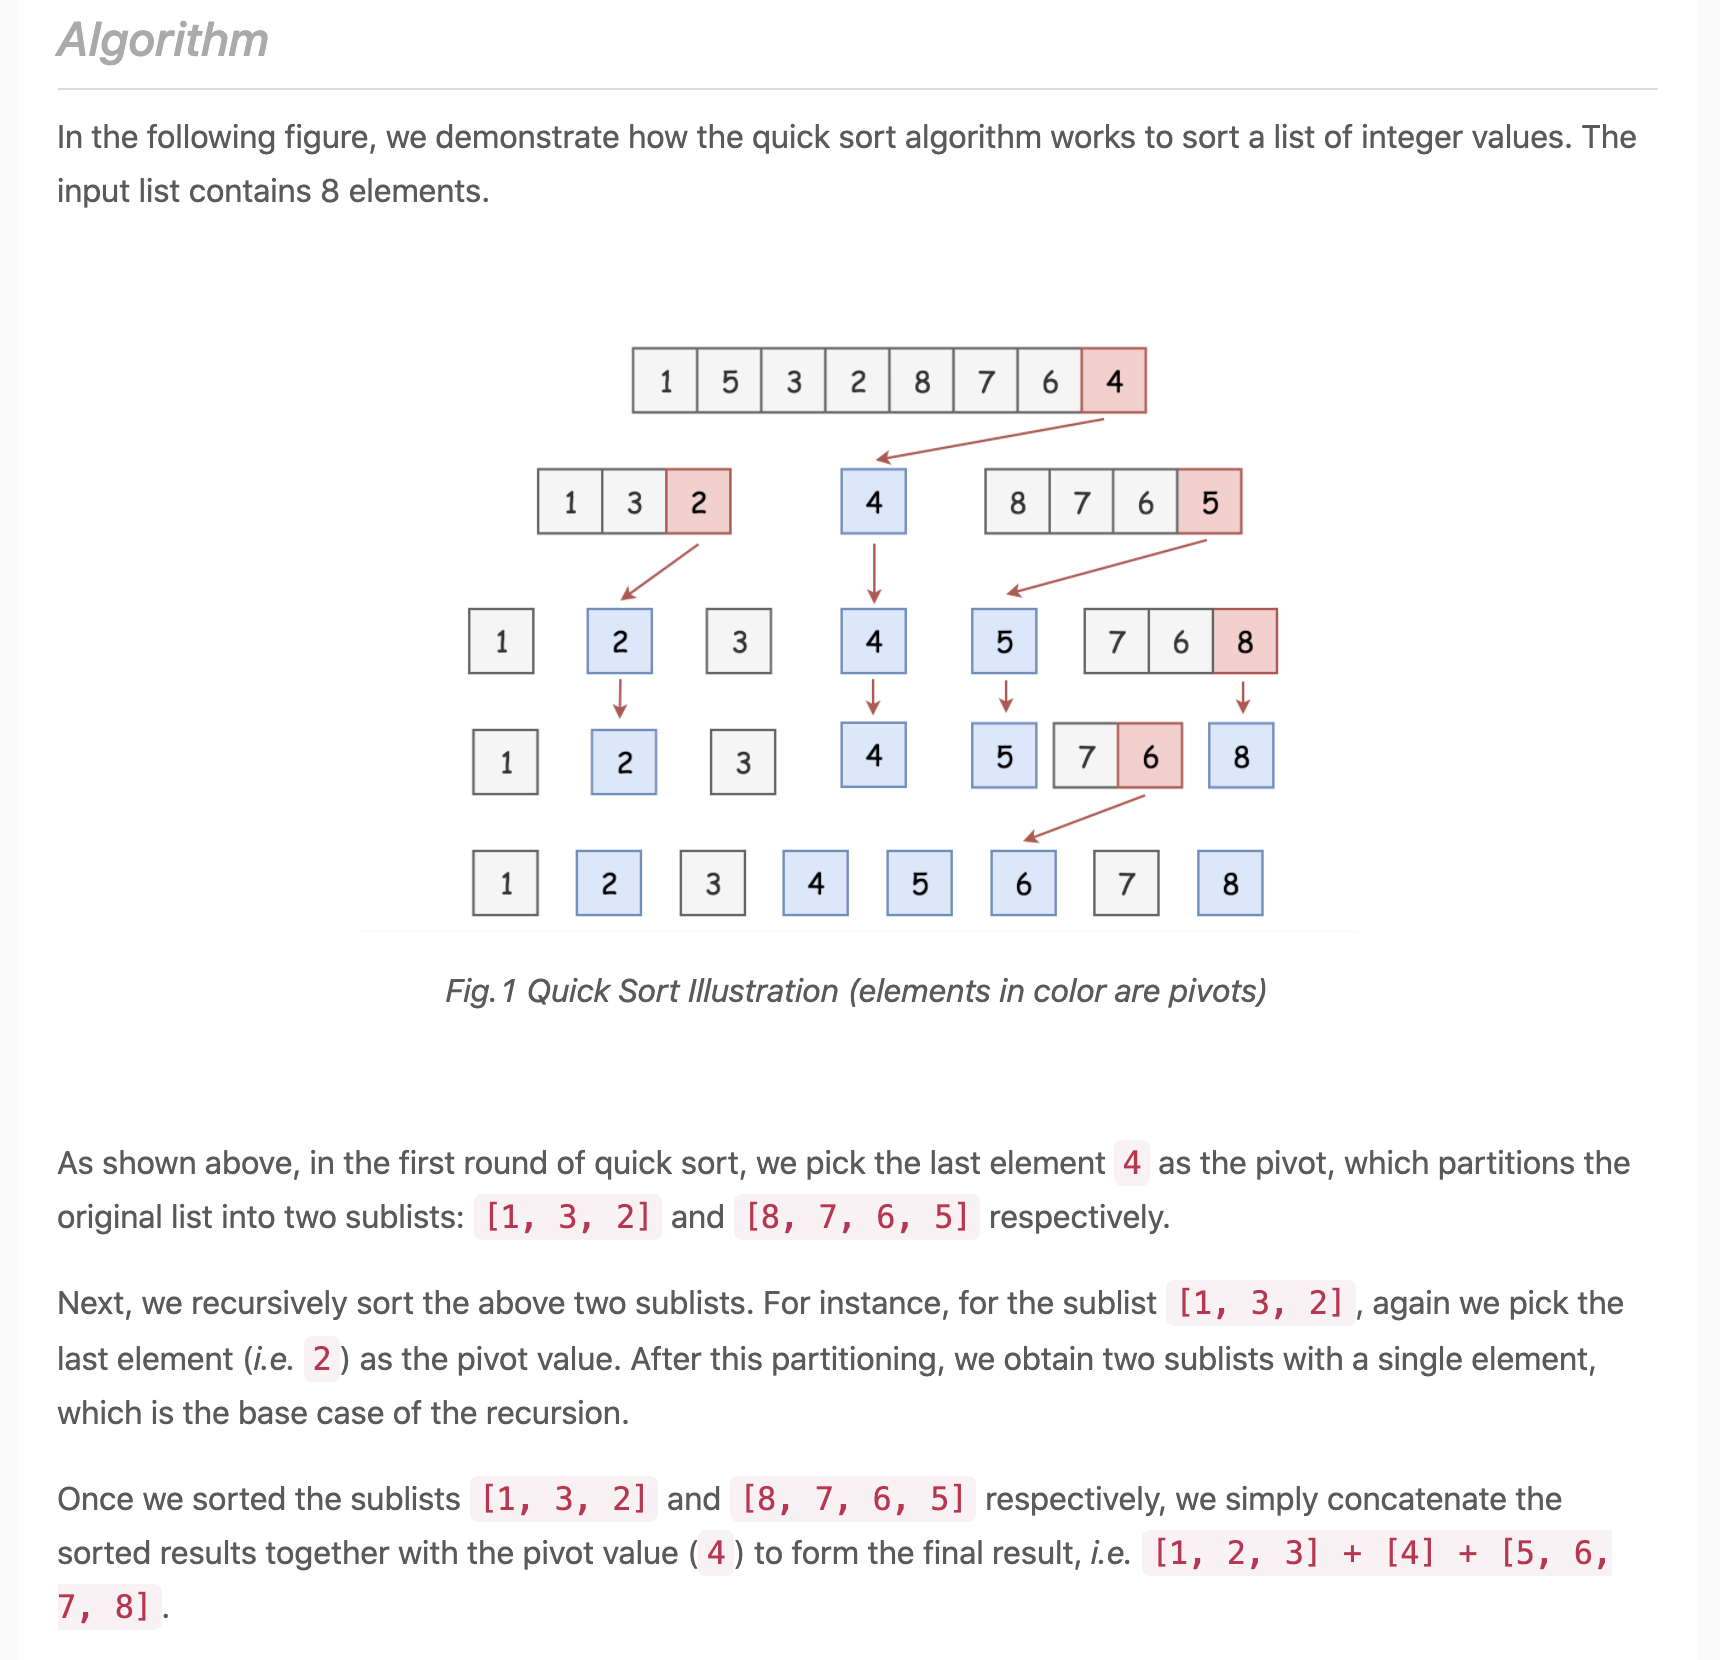 Algorithm
In the following figure, we demonstrate how the quick sort algorithm works to sort a list of integer values. The
input list contains 8 elements.
1 5 3 2 8 7 6 4
1 3 2 4 8 7 6 5
1 2 3 4 5 7 6 8
1 2 3 4 5 7 6 8
1 2 3 4 5 6 7 8
Fig. 1 Quick Sort Illustration (elements in color are pivots)
As shown above, in the first round of quick sort, we pick the last element 4 as the pivot, which partitions the
original list into two sublists: [1, 3, 2] and [8, 7, 6, 5] respectively.
Next, we recursively sort the above two sublists. For instance, for the sublist [1, 3, 2] , again we pick the
last element (i.e. 2 ) as the pivot value. After this partitioning, we obtain two sublists with a single element,
which is the base case of the recursion.
Once we sorted the sublists [1, 3, 2] and [8, 7, 6, 5] respectively, we simply concatenate the
sorted results together with the pivot value ( 4 ) to form the final result, i.e. [1, 2, 3] + [4] + [5, 6,
7, 8] .